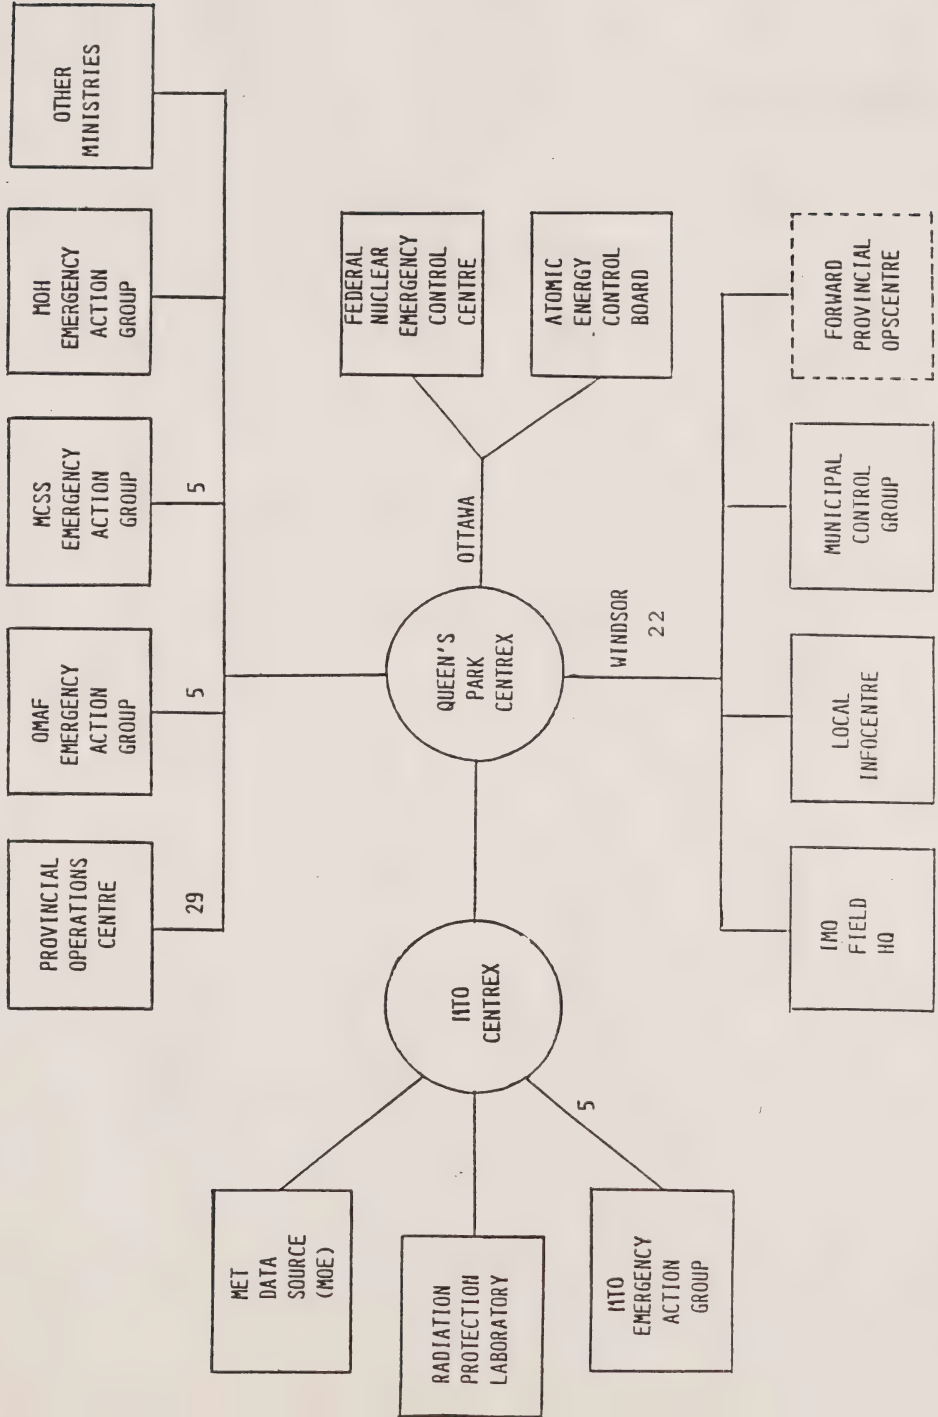 PROVINCIAL
OPERATIONS
CENTRE
29
OMAF
EMERGENCY
ACTION
GROUP
5
MCSS
EMERGENCY
ACTION
GROUP
5
MOH
EMERGENCY
ACTION
GROUP
OTHER
MINISTRIES
MET
DATA
SOURCE
(MOE)
RADIATION
PROTECTION
LABORATORY
MTO
EMERGENCY
ACTION
GROUP
5
MTO
CENTREX
QUEEN'S
PARK
CENTREX
OTTAWA
FEDERAL
NUCLEAR
EMERGENCY
CONTROL
CENTRE
ATOMIC
ENERGY
CONTROL
BOARD
WINDSOR
22
IMO
FIELD
HQ
LOCAL
INFOCENTRE
MUNICIPAL
CONTROL
GROUP
FORWARD
PROVINCIAL
OPSCENTRE